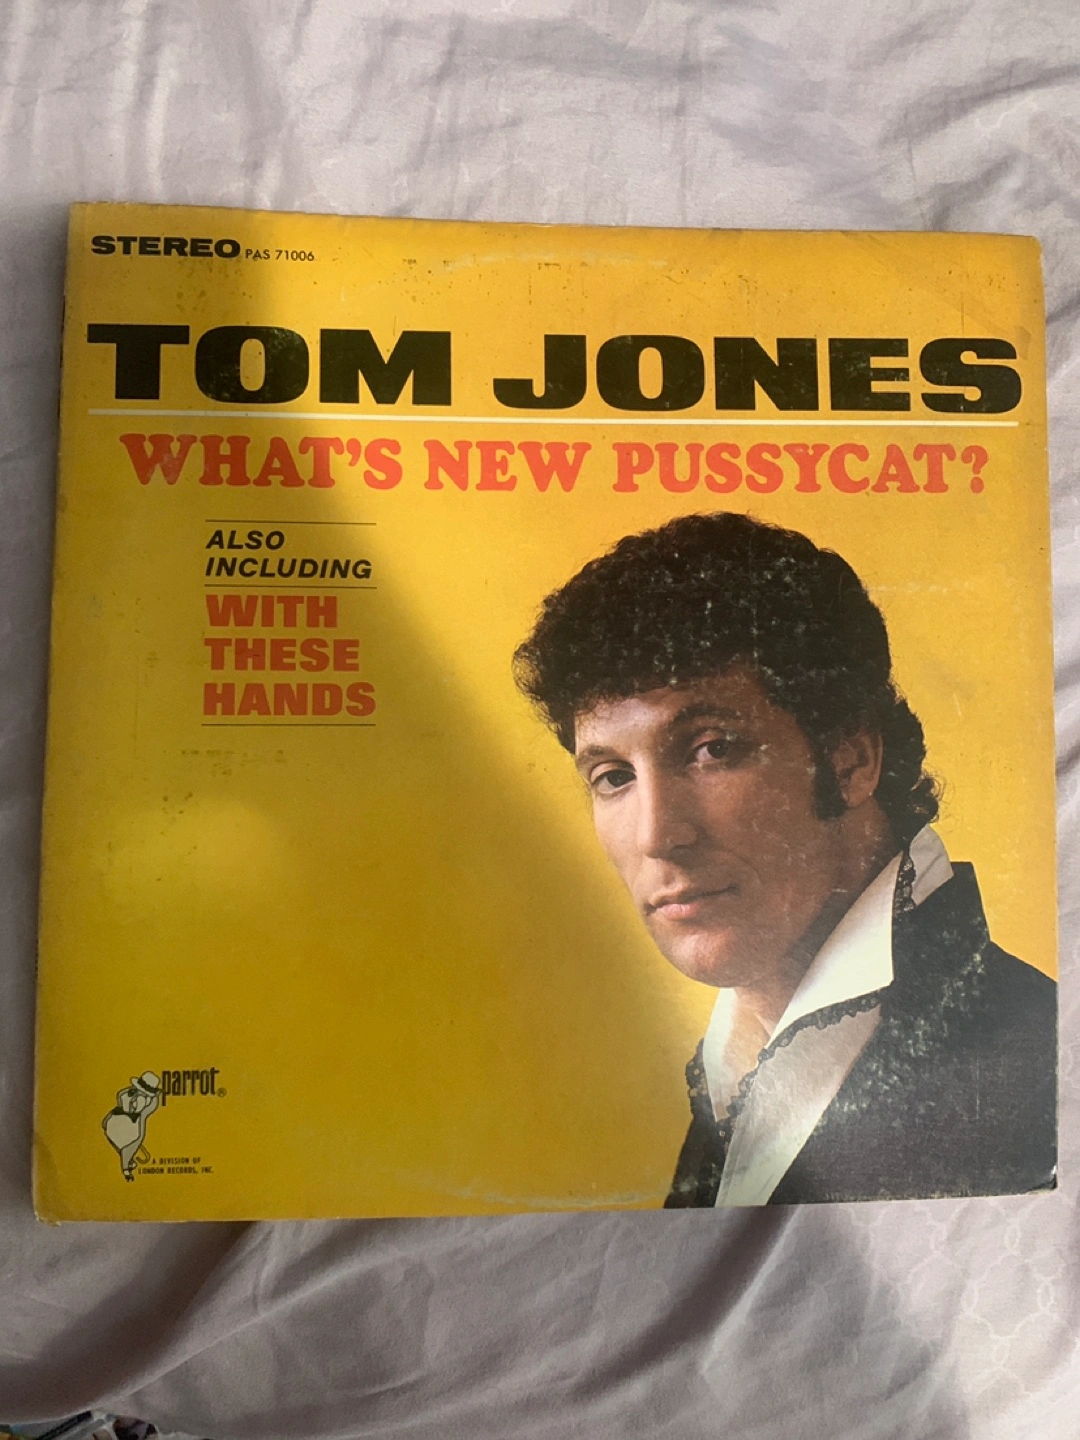 STEREO PAS 71006
TOM JONES
WHAT'S NEW PUSSYCAT?
ALSO
INCLUDING
WITH
THESE
HANDS
parrot®
A DIVISION OF
LONDON RECORDS, INC.